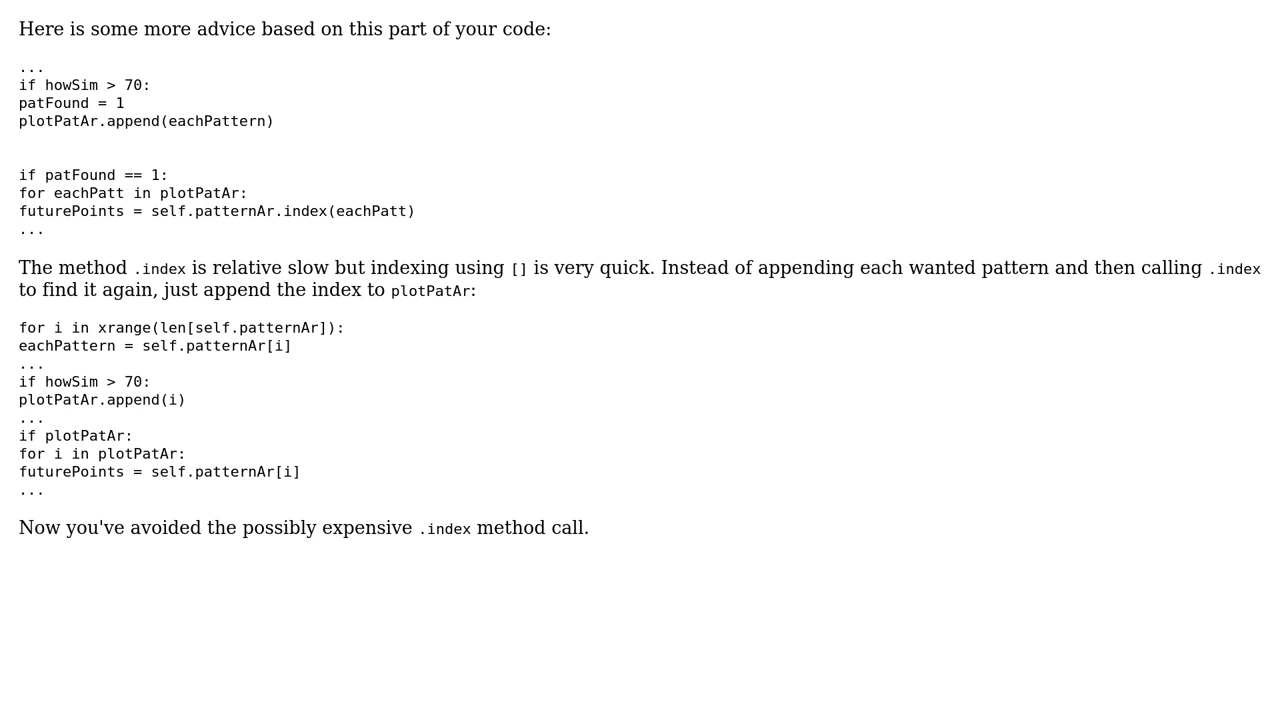 Here is some more advice based on this part of your code:
...
if howSim > 70:
patFound = 1
plotPatAr.append(eachPattern)
if patFound == 1:
for eachPatt in plotPatAr:
futurePoints = self.patternAr.index(eachPatt)
...
The method .index is relative slow but indexing using [] is very quick. Instead of appending each wanted pattern and then calling .index
to find it again, just append the index to plotPatAr:
for i in xrange(len[self.patternAr]):
eachPattern = self.patternAr[i]
...
if howSim > 70:
plotPatAr.append(i)
...
if plotPatAr:
for i in plotPatAr:
futurePoints = self.patternAr[i]
...
Now you've avoided the possibly expensive .index method call.